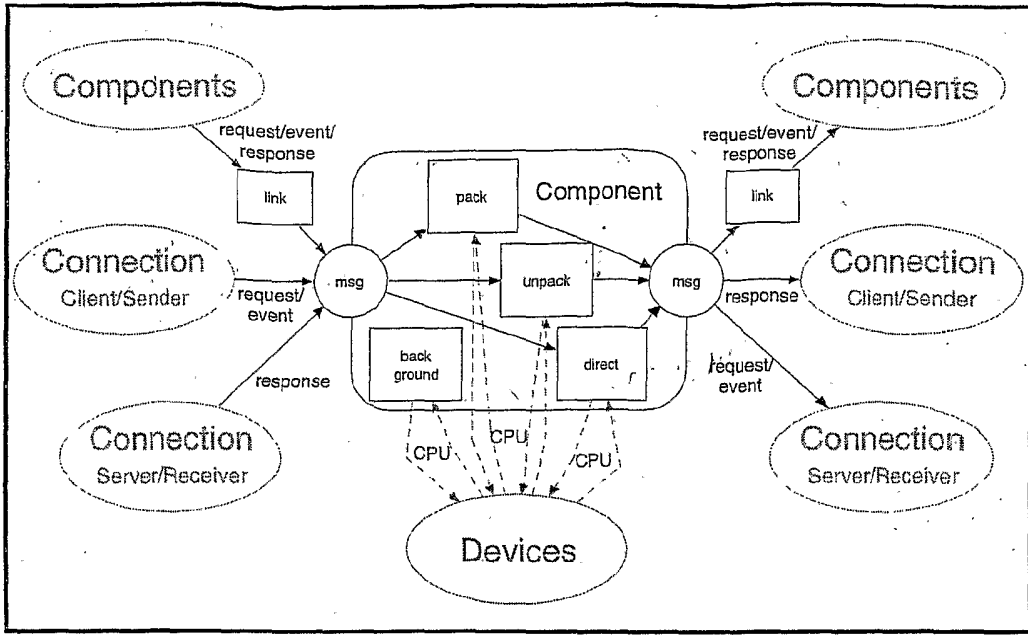 Components
Components
request/event/
response
request/event/
response
link
pack
Component
link
Connection
Client/Sender
msg
unpack
msg
Connection
Client/Sender
request/
event
response
back
ground
direct
response
request/
event
Connection
Server/Receiver
CPU
CPU
CPU
Connection
Server/Receiver
Devices